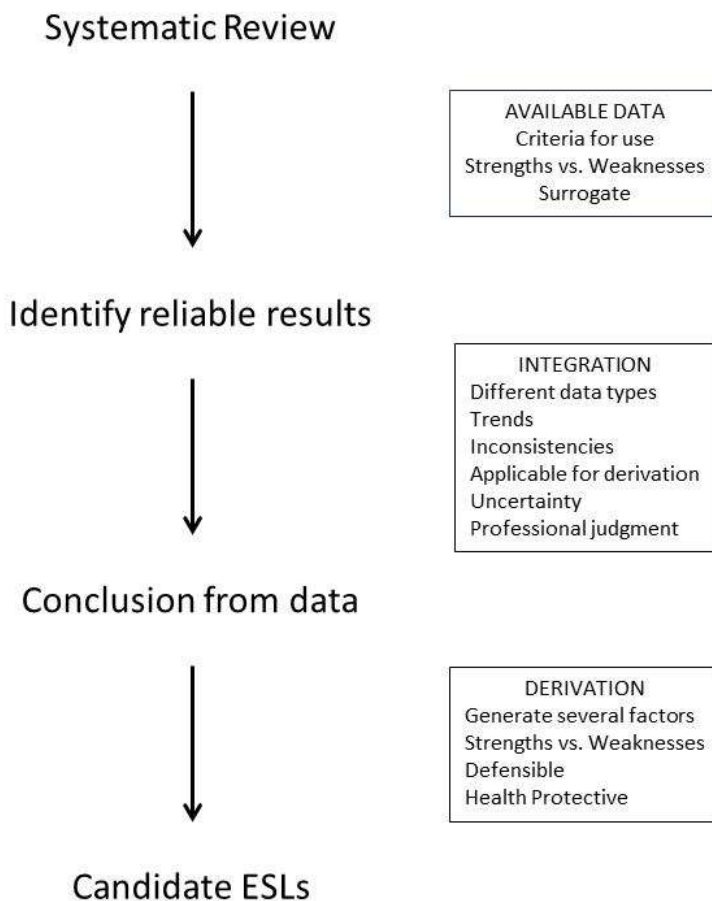 Systematic Review
AVAILABLE DATA
Criteria for use
Strengths vs. Weaknesses
Surrogate
Identify reliable results
INTEGRATION
Different data types
Trends
Inconsistencies
Applicable for derivation
Uncertainty
Professional judgment
Conclusion from data
DERIVATION
Generate several factors
Strengths vs. Weaknesses
Defensible
Health Protective
Candidate ESLs